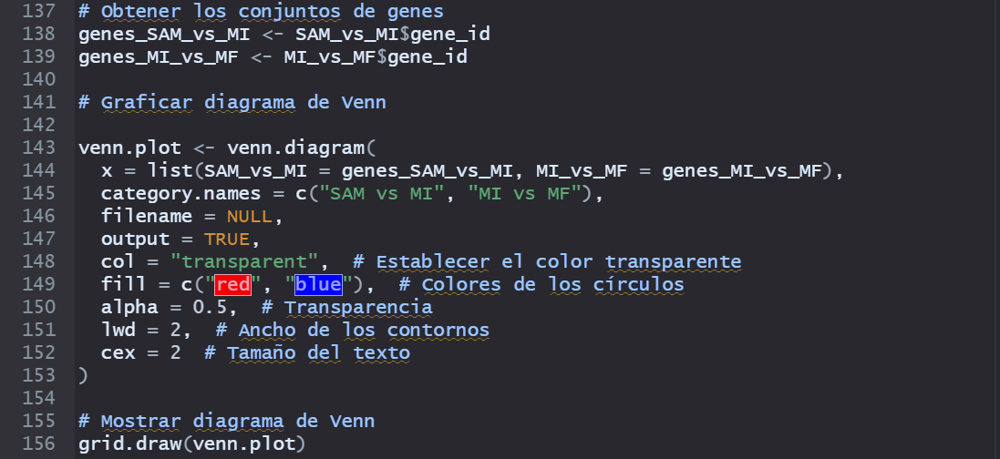 137 # Obtener los conjuntos de genes
138 genes_SAM_vs_MI <- SAM_vs_MI$gene_id
139 genes_MI_vs_MF <- MI_vs_MF$gene_id
140
141 # Graficar diagrama de Venn
142
143 venn.plot <- venn.diagram(
144   x = list(SAM_vs_MI = genes_SAM_vs_MI, MI_vs_MF = genes_MI_vs_MF),
145   category.names = c("SAM vs MI", "MI vs MF"),
146   filename = NULL,
147   output = TRUE,
148   col = "transparent",  # Establecer el color transparente
149   fill = c("red", "blue"),  # Colores de los círculos
150   alpha = 0.5,  # Transparencia
151   lwd = 2,  # Ancho de los contornos
152   cex = 2  # Tamaño del texto
153 )
154
155 # Mostrar diagrama de Venn
156 grid.draw(venn.plot)